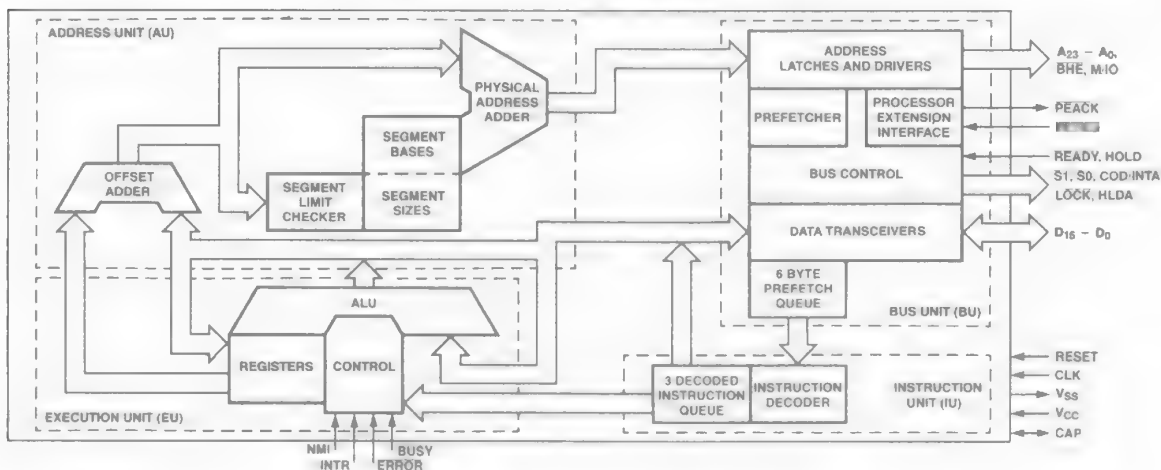 ADDRESS UNIT (AU)
PHYSICAL
ADDRESS
ADDER
SEGMENT
BASES
SEGMENT
SIZES
SEGMENT
LIMIT
CHECKER
OFFSET
ADDER
ADDRESS
LATCHES AND DRIVERS
PREFETCHER
PROCESSOR
EXTENSION
INTERFACE
BUS CONTROL
DATA TRANSCEIVERS
6 BYTE
PREFETCH
QUEUE
BUS UNIT (BU)
A23 – A0,
BHE, M/IO
PEACK
READY, HOLD
S1, S0, COD/INTA
LOCK, HLDA
D15 – D0
ALU
REGISTERS
CONTROL
EXECUTION UNIT (EU)
3 DECODED
INSTRUCTION
QUEUE
INSTRUCTION
DECODER
INSTRUCTION
UNIT (IU)
RESET
CLK
VSS
VCC
CAP
NMI
INTR
BUSY
ERROR